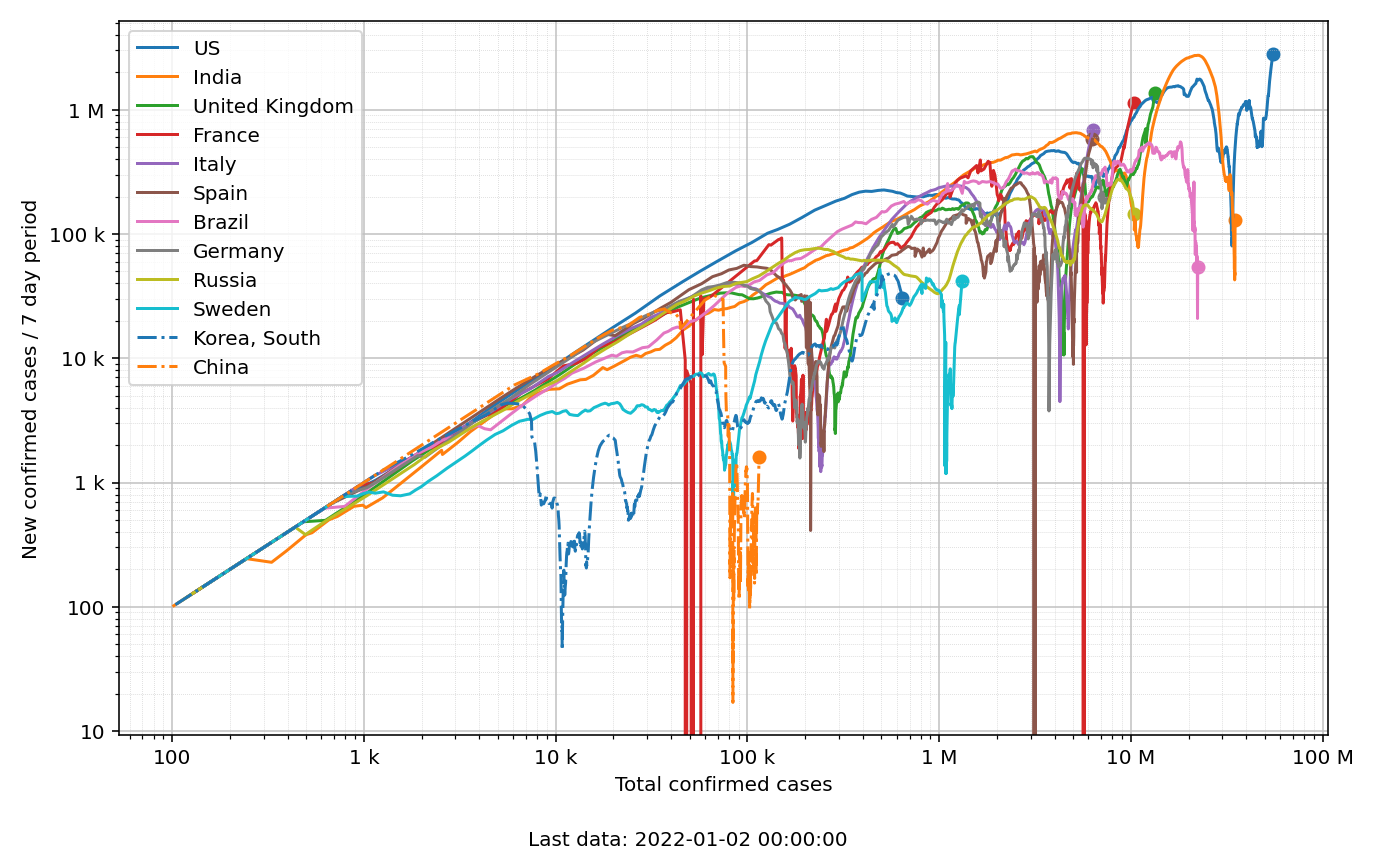 US
India
United Kingdom
France
Italy
Spain
Brazil
Germany
Russia
Sweden
Korea, South
China
New confirmed cases / 7 day period
1 M
100 k
10 k
1 k
100
10
100
1 k
10 k
100 k
1 M
10 M
100 M
Total confirmed cases
Last data: 2022-01-02 00:00:00